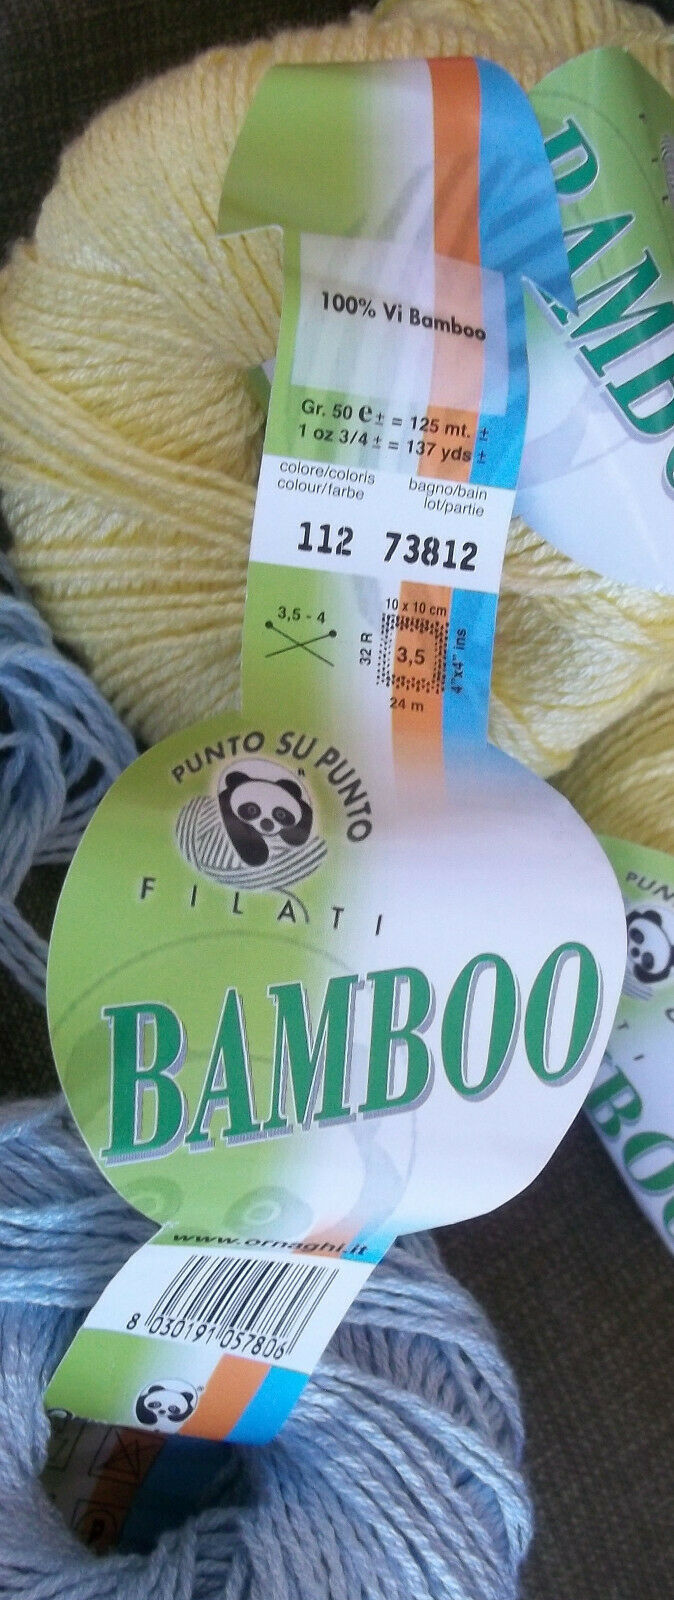 100% Vi Bamboo
Gr. 50 e ± = 125 mt. ±
1 oz 3/4 ± = 137 yds ±
colore/coloris
colour/farbe
bagno/bain
lot/partie
112 73812
3,5 - 4
10 x 10 cm
32 R
3,5
4"x4" ins
24 m
PUNTO SU PUNTO
FILATI
BAMBOO
www.ornaghi.it
8 030191 057806
BAMBO
PUN
BOO
P